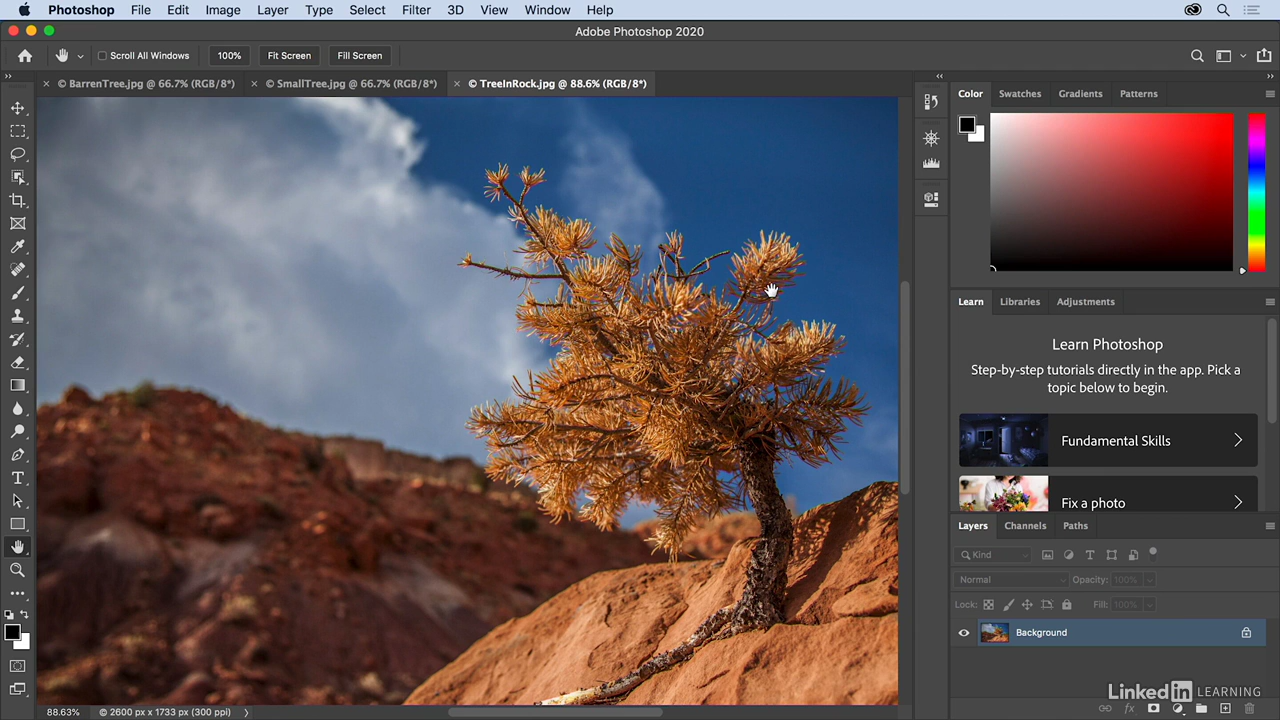 Photoshop File Edit Image Layer Type Select Filter 3D View Window Help
Adobe Photoshop 2020
Scroll All Windows 100% Fit Screen Fill Screen
© BarrenTree.jpg @ 66.7% (RGB/8*) © SmallTree.jpg @ 66.7% (RGB/8*) © TreeInRock.jpg @ 88.6% (RGB/8*)
Color Swatches Gradients Patterns
Learn Libraries Adjustments
Learn Photoshop
Step-by-step tutorials directly in the app. Pick a
topic below to begin.
Fundamental Skills
Fix a photo
Layers Channels Paths
Kind
Normal Opacity: 100%
Lock: Fill: 100%
Background
Linked in LEARNING
88.63% © 2600 px x 1733 px (300 ppi)